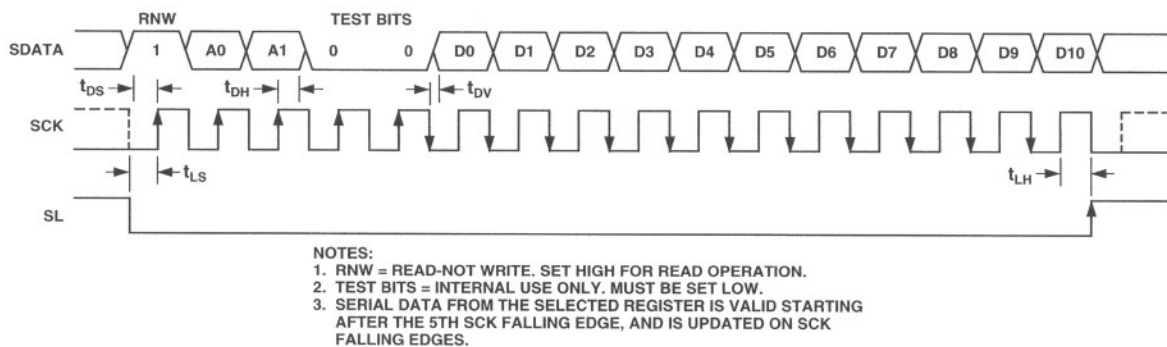 RNW TEST BITS
SDATA 1 A0 A1 0 0 D0 D1 D2 D3 D4 D5 D6 D7 D8 D9 D10
tDS tDH tDV
SCK
tLS tLH
SL
NOTES:
1. RNW = READ-NOT WRITE. SET HIGH FOR READ OPERATION.
2. TEST BITS = INTERNAL USE ONLY. MUST BE SET LOW.
3. SERIAL DATA FROM THE SELECTED REGISTER IS VALID STARTING
AFTER THE 5TH SCK FALLING EDGE, AND IS UPDATED ON SCK
FALLING EDGES.